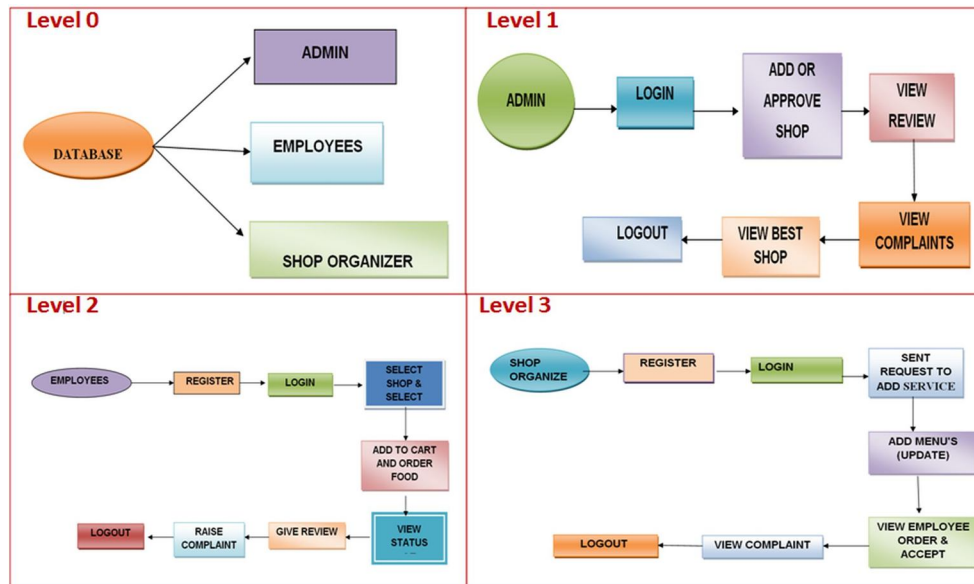 Level 0
ADMIN
DATABASE
EMPLOYEES
SHOP ORGANIZER
Level 1
ADMIN
LOGIN
ADD OR
APPROVE
SHOP
VIEW
REVIEW
VIEW
COMPLAINTS
VIEW BEST
SHOP
LOGOUT
Level 2
EMPLOYEES
REGISTER
LOGIN
SELECT
SHOP &
SELECT
ADD TO CART
AND ORDER
FOOD
VIEW
STATUS
GIVE REVIEW
RAISE
COMPLAINT
LOGOUT
Level 3
SHOP
ORGANIZE
REGISTER
LOGIN
SENT
REQUEST TO
ADD SERVICE
ADD MENU'S
(UPDATE)
VIEW EMPLOYEE
ORDER &
ACCEPT
VIEW COMPLAINT
LOGOUT